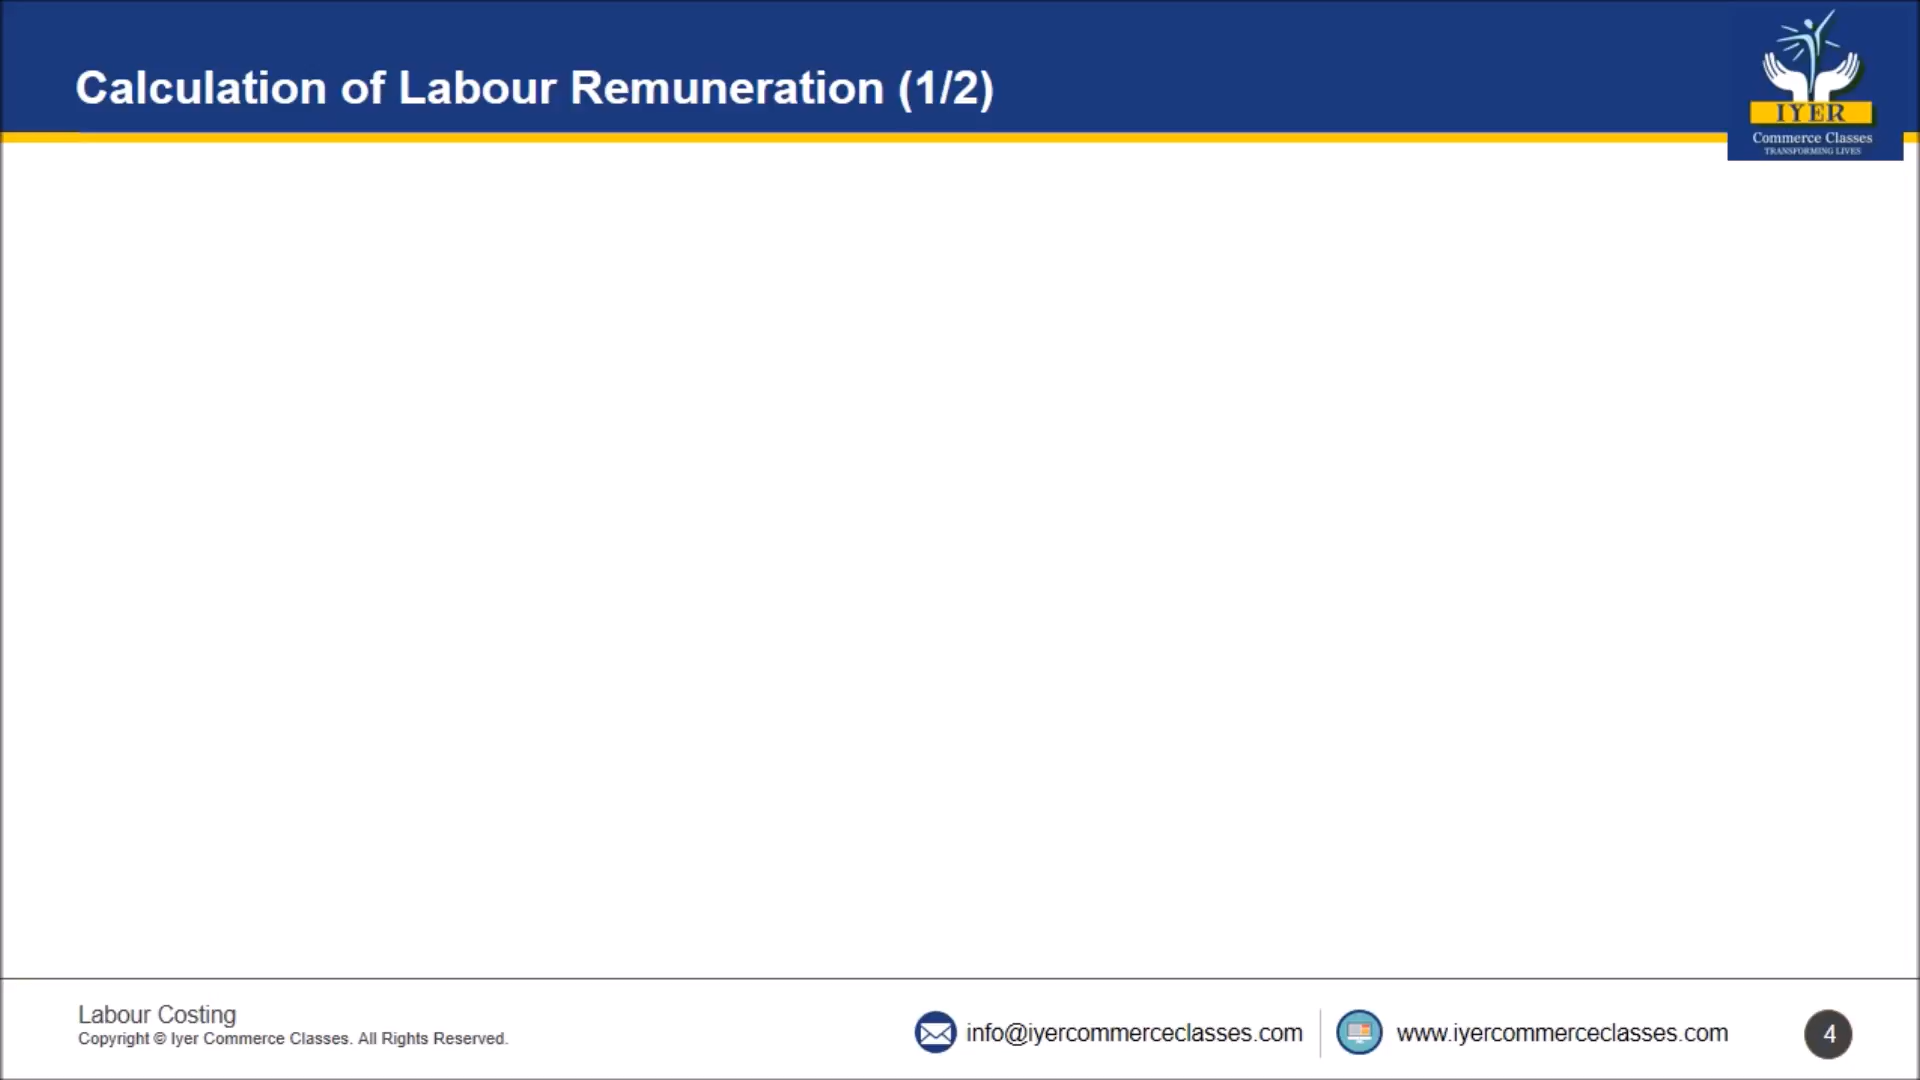 Calculation of Labour Remuneration (1/2)
IYER
Commerce Classes
TRANSFORMING LIVES
Labour Costing
Copyright © Iyer Commerce Classes. All Rights Reserved.
info@iyercommerceclasses.com
www.iyercommerceclasses.com
4